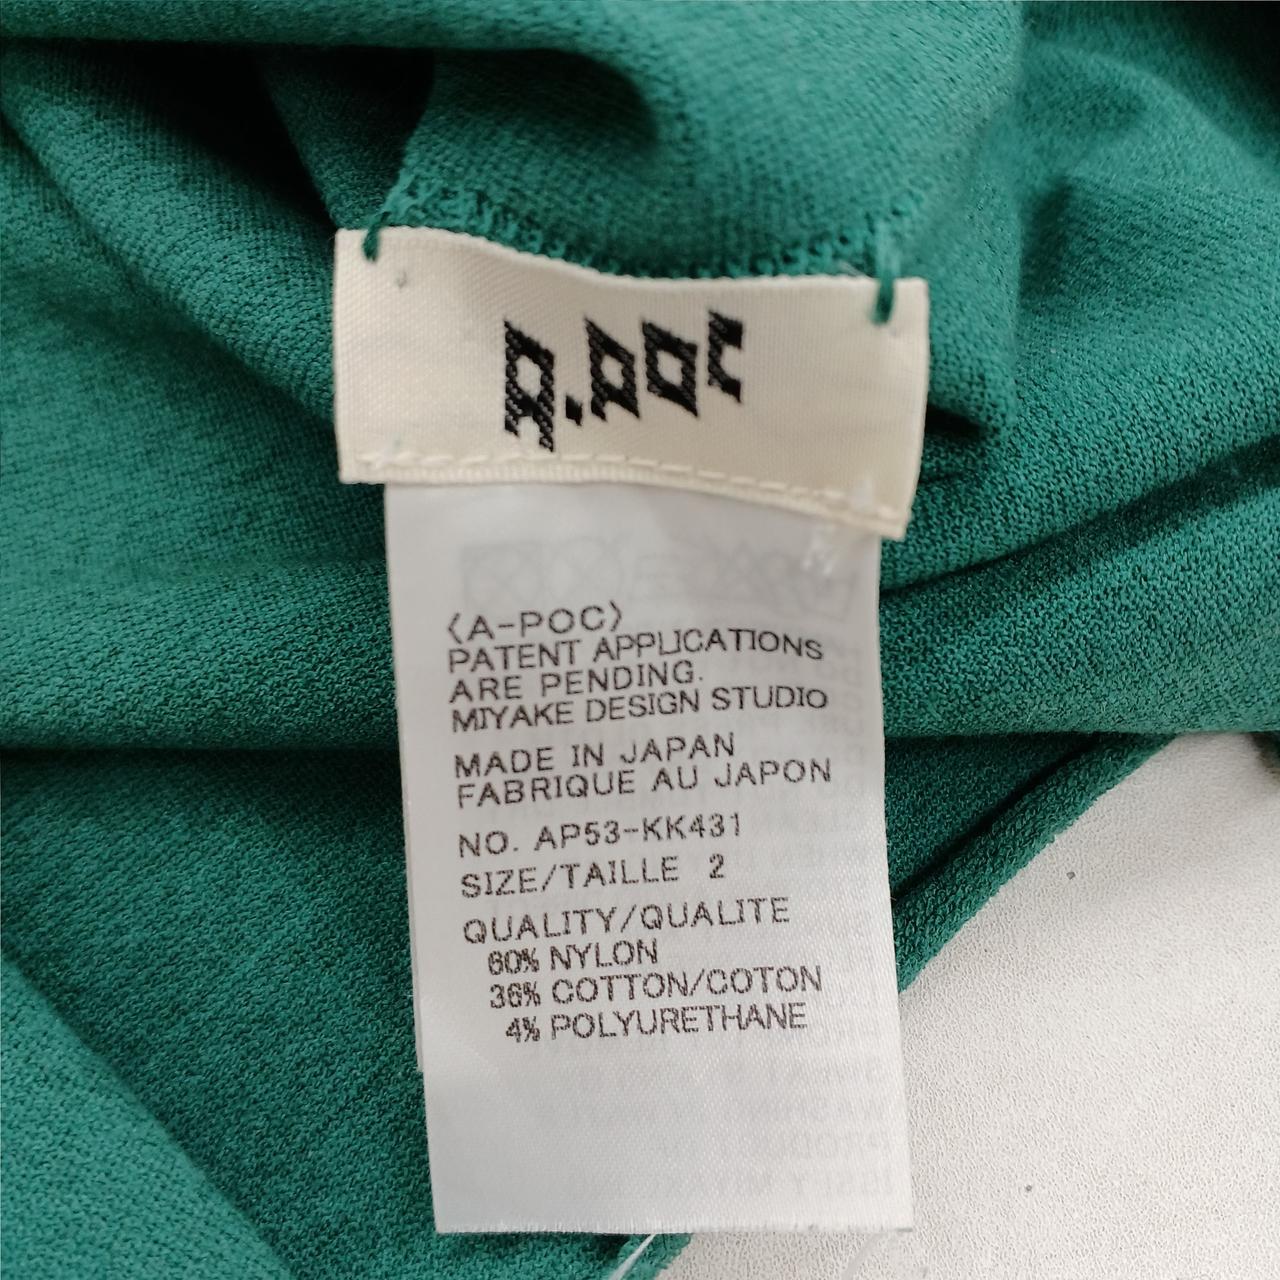 a.poc
〈A-POC〉
PATENT APPLICATIONS
ARE PENDING.
MIYAKE DESIGN STUDIO
MADE IN JAPAN
FABRIQUE AU JAPON
NO. AP53-KK431
SIZE/TAILLE 2
QUALITY/QUALITE
60% NYLON
36% COTTON/COTON
4% POLYURETHANE